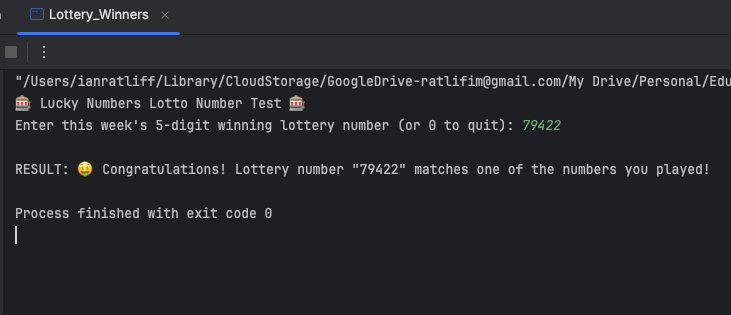 Lottery_Winners
"/Users/ianratliff/Library/CloudStorage/GoogleDrive-ratlifim@gmail.com/My Drive/Personal/Edu
🎰 Lucky Numbers Lotto Number Test 🎰
Enter this week's 5-digit winning lottery number (or 0 to quit): 79422
RESULT: 🤑 Congratulations! Lottery number "79422" matches one of the numbers you played!
Process finished with exit code 0